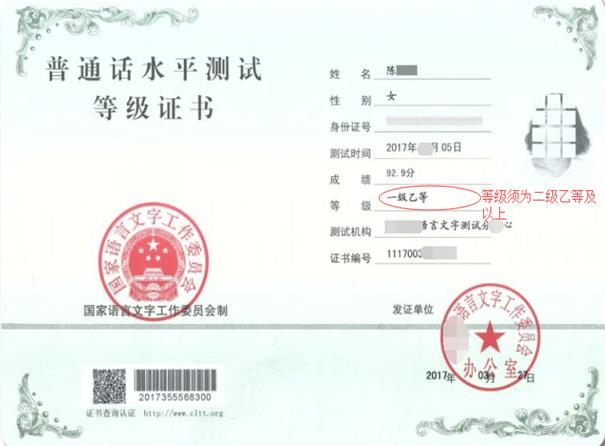 普通话水平测试
等级证书
国家语言文字工作委员会
国家语言文字工作委员会制
2017355568300
证书查询认证 http://www.cltt.org
姓 名 陈
性 别 女
身份证号
测试时间 2017年 月05日
成 绩 92.9分
等 级 一级乙等
等级须为二级乙等及
以上
测试机构 语言文字测试 心
证书编号 1117003
发证单位
语言文字工作委员会
办公室
2017年 03月 27日